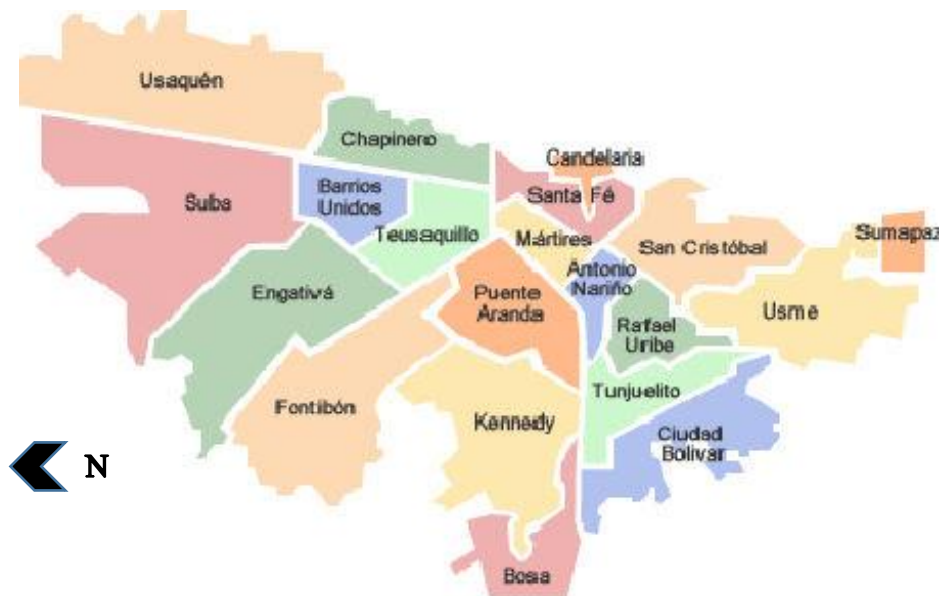 Usaquén
Chapinero
Candelaria
Barrios
Unidos
Santa Fé
Suba
Teusaquillo
Mártires
San Cristóbal
Sumapaz
Antonio
Nariño
Engativá
Puente
Aranda
Usme
Rafael
Uribe
Fontibón
Tunjuelito
Kennedy
Ciudad
Bolivar
N
Bosa